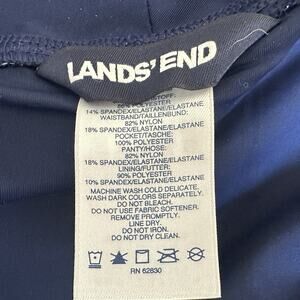 LANDS' END
86% POLYESTER
14% SPANDEX/ELASTANE/ELASTANE
WAISTBAND/TAILLENBUND:
82% NYLON
18% SPANDEX/ELASTANE/ELASTANE
POCKET/TASCHE:
100% POLYESTER
PANTY/HOSE:
82% NYLON
18% SPANDEX/ELASTANE/ELASTANE
LINING/FUTTER:
90% POLYESTER
10% SPANDEX/ELASTANE/ELASTANE
MACHINE WASH COLD DELICATE.
WASH DARK COLORS SEPARATELY.
DO NOT BLEACH.
DO NOT USE FABRIC SOFTENER.
REMOVE PROMPTLY.
LINE DRY.
DO NOT IRON.
DO NOT DRYCLEAN.
RN 62830